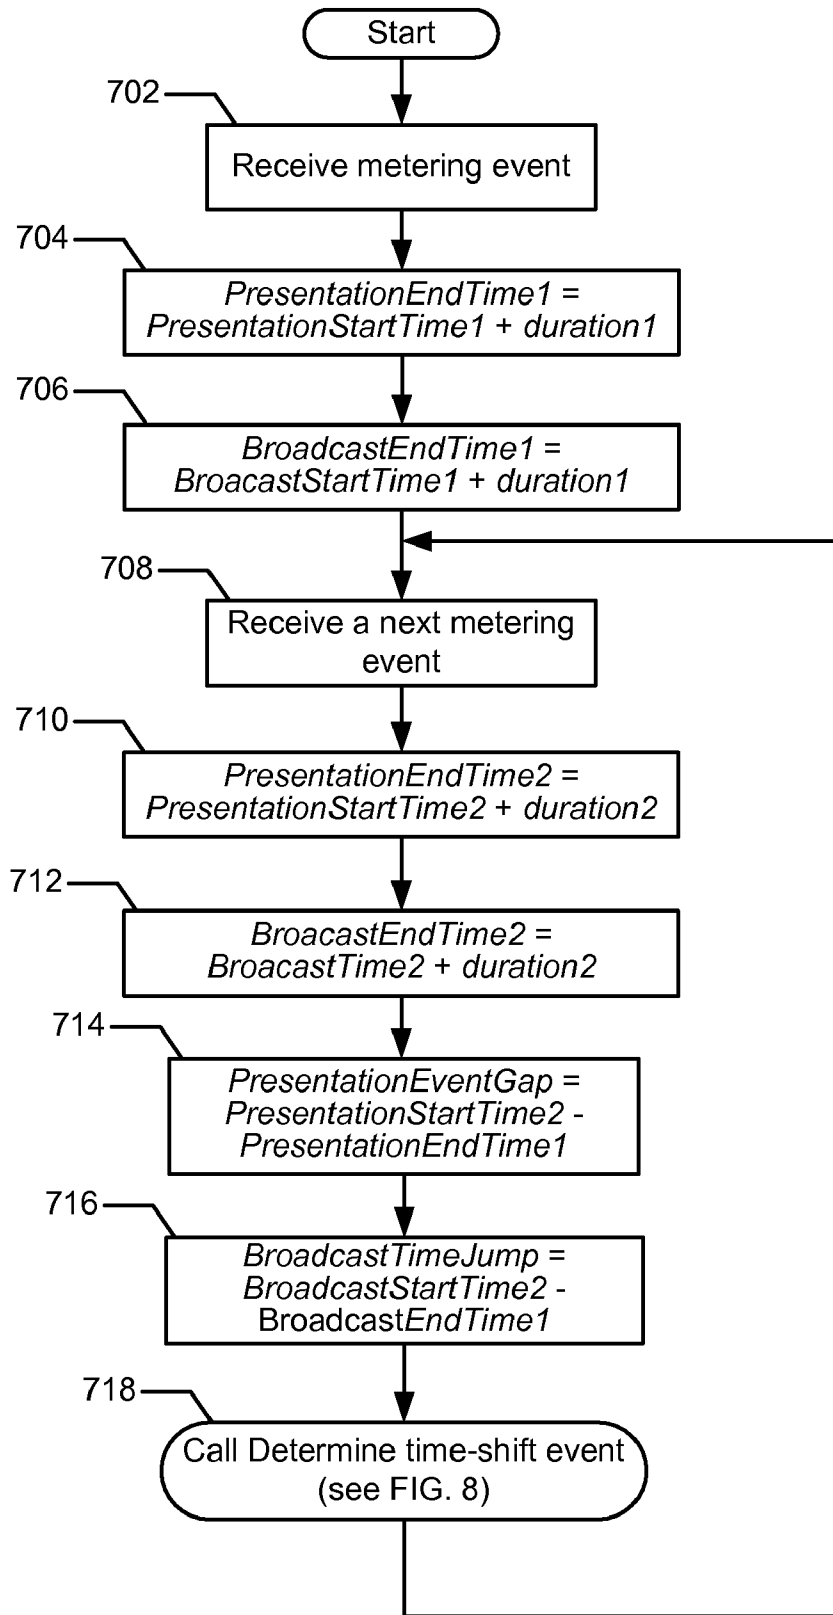 Start
702
Receive metering event
704
PresentationEndTime1 =
PresentationStartTime1 + duration1
706
BroadcastEndTime1 =
BroacastStartTime1 + duration1
708
Receive a next metering
event
710
PresentationEndTime2 =
PresentationStartTime2 + duration2
712
BroacastEndTime2 =
BroacastTime2 + duration2
714
PresentationEventGap =
PresentationStartTime2 -
PresentationEndTime1
716
BroadcastTimeJump =
BroadcastStartTime2 -
BroadcastEndTime1
718
Call Determine time-shift event
(see FIG. 8)